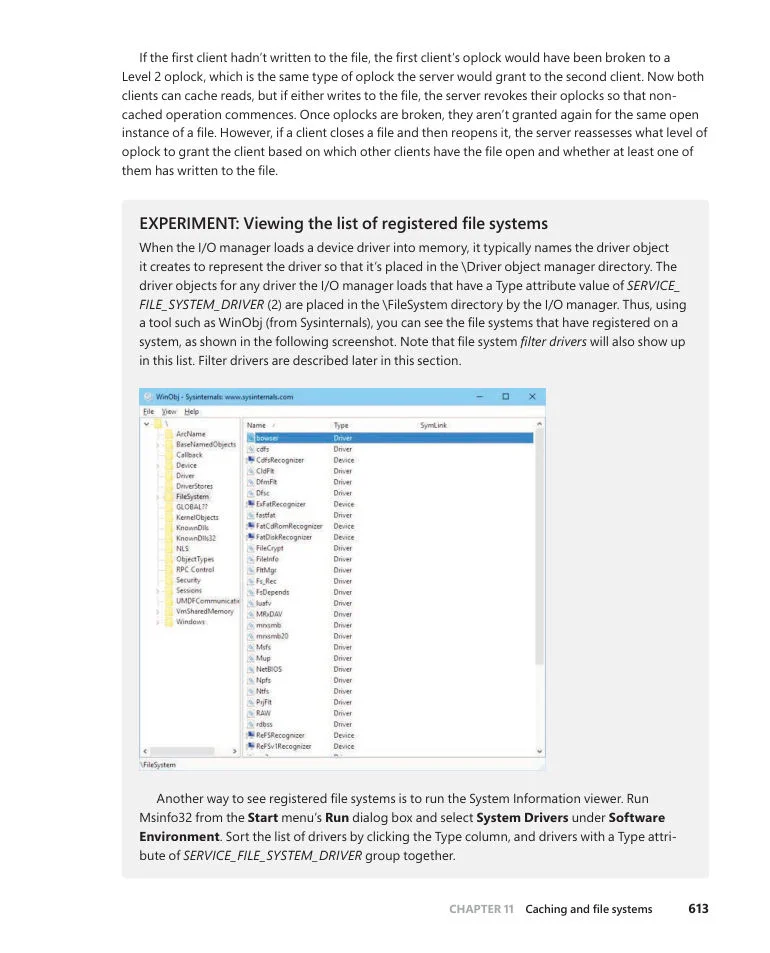 If the first client hadn’t written to the file, the first client’s oplock would have been broken to a
Level 2 oplock, which is the same type of oplock the server would grant to the second client. Now both
clients can cache reads, but if either writes to the file, the server revokes their oplocks so that non-
cached operation commences. Once oplocks are broken, they aren’t granted again for the same open
instance of a file. However, if a client closes a file and then reopens it, the server reassesses what level of
oplock to grant the client based on which other clients have the file open and whether at least one of
them has written to the file.
EXPERIMENT: Viewing the list of registered file systems
When the I/O manager loads a device driver into memory, it typically names the driver object
it creates to represent the driver so that it’s placed in the \Driver object manager directory. The
driver objects for any driver the I/O manager loads that have a Type attribute value of SERVICE_
FILE_SYSTEM_DRIVER (2) are placed in the \FileSystem directory by the I/O manager. Thus, using
a tool such as WinObj (from Sysinternals), you can see the file systems that have registered on a
system, as shown in the following screenshot. Note that file system filter drivers will also show up
in this list. Filter drivers are described later in this section.
WinObj - Sysinternals: www.sysinternals.com
File View Help
\
ArcName
BaseNamedObjects
Callback
Device
Driver
DriverStores
FileSystem
GLOBAL??
KernelObjects
KnownDlls
KnownDlls32
NLS
ObjectTypes
RPC Control
Security
Sessions
UMDFCommunicatio
VmSharedMemory
Windows
Name Type SymLink
bowser Driver
cdfs Driver
CdfsRecognizer Device
CldFlt Driver
DfmFlt Driver
Dfsc Driver
ExFatRecognizer Device
fastfat Driver
FatCdRomRecognizer Device
FatDiskRecognizer Device
FileCrypt Driver
FileInfo Driver
FltMgr Driver
Fs_Rec Driver
FsDepends Driver
luafv Driver
MRxDAV Driver
mrxsmb Driver
mrxsmb20 Driver
Msfs Driver
Mup Driver
NetBIOS Driver
Npfs Driver
Ntfs Driver
PrjFlt Driver
RAW Driver
rdbss Driver
ReFSRecognizer Device
ReFSv1Recognizer Device
\FileSystem
Another way to see registered file systems is to run the System Information viewer. Run
Msinfo32 from the Start menu’s Run dialog box and select System Drivers under Software
Environment. Sort the list of drivers by clicking the Type column, and drivers with a Type attri-
bute of SERVICE_FILE_SYSTEM_DRIVER group together.
CHAPTER 11 Caching and file systems 613